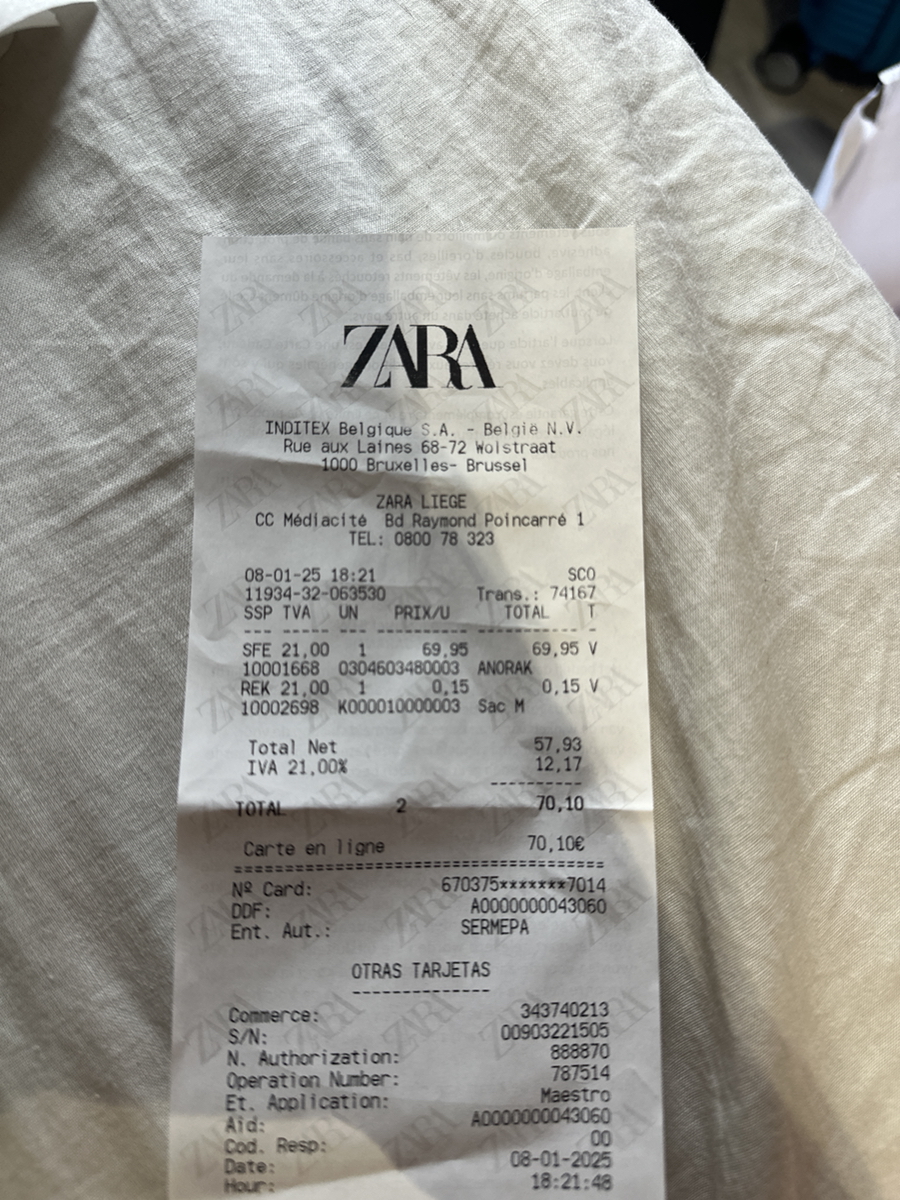 ZARA
INDITEX Belgique S.A. - België N.V.
Rue aux Laines 68-72 Wolstraat
1000 Bruxelles- Brussel
ZARA LIEGE
CC Médiacité Bd Raymond Poincarré 1
TEL: 0800 78 323
08-01-25 18:21 SCO
11934-32-063530 Trans.: 74167
SSP TVA UN PRIX/U TOTAL T
--- ----- --- -------- ----------- -
SFE 21,00 1 69,95 69,95 V
10001668 0304603480003 ANORAK
REK 21,00 1 0,15 0,15 V
10002698 K000010000003 Sac M
Total Net 57,93
IVA 21,00% 12,17
-----------
TOTAL 2 70,10
Carte en ligne 70,10€
============================================
Nº Card: 670375*******7014
DDF: A0000000043060
Ent. Aut.: SERMEPA
OTRAS TARJETAS
--------------
Commerce: 343740213
S/N: 00903221505
N. Authorization: 888870
Operation Number: 787514
Et. Application: Maestro
Aid: A0000000043060
Cod. Resp: 00
Date: 08-01-2025
Hour: 18:21:48